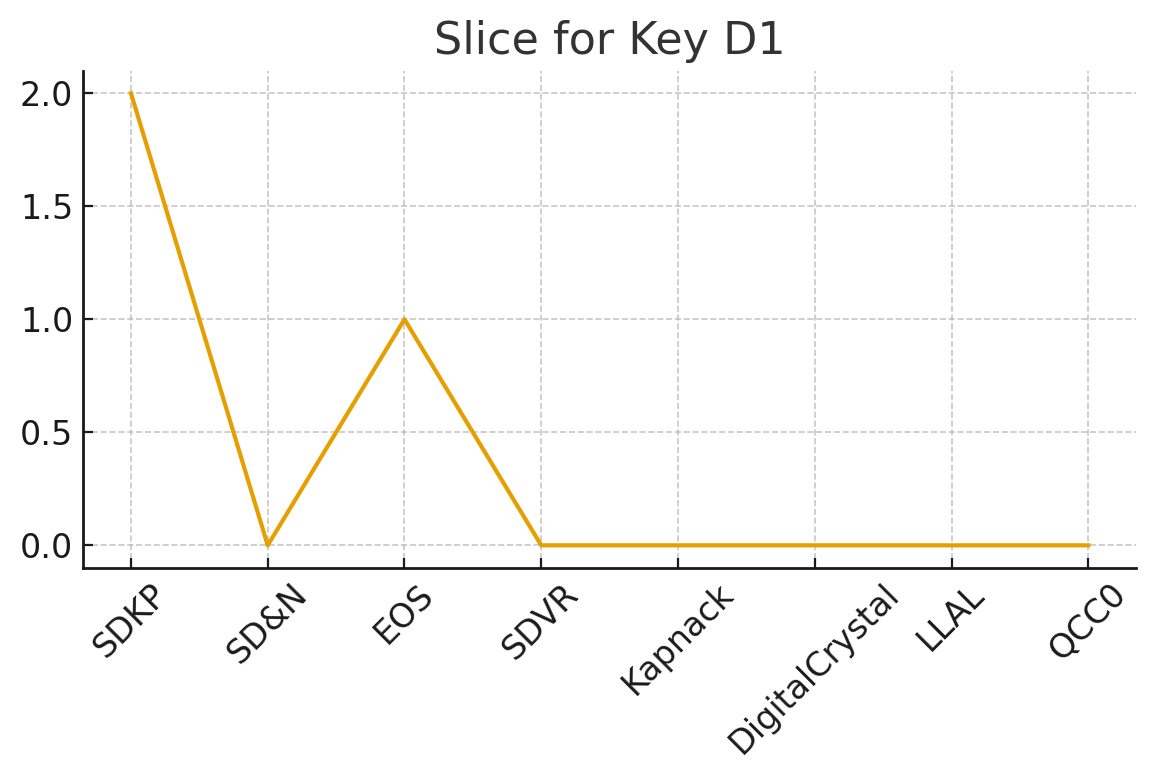 Slice for Key D1
2.0
1.5
1.0
0.5
0.0
SDKP
SD&N
EOS
SDVR
Kapnack
DigitalCrystal
LLAL
QCC0